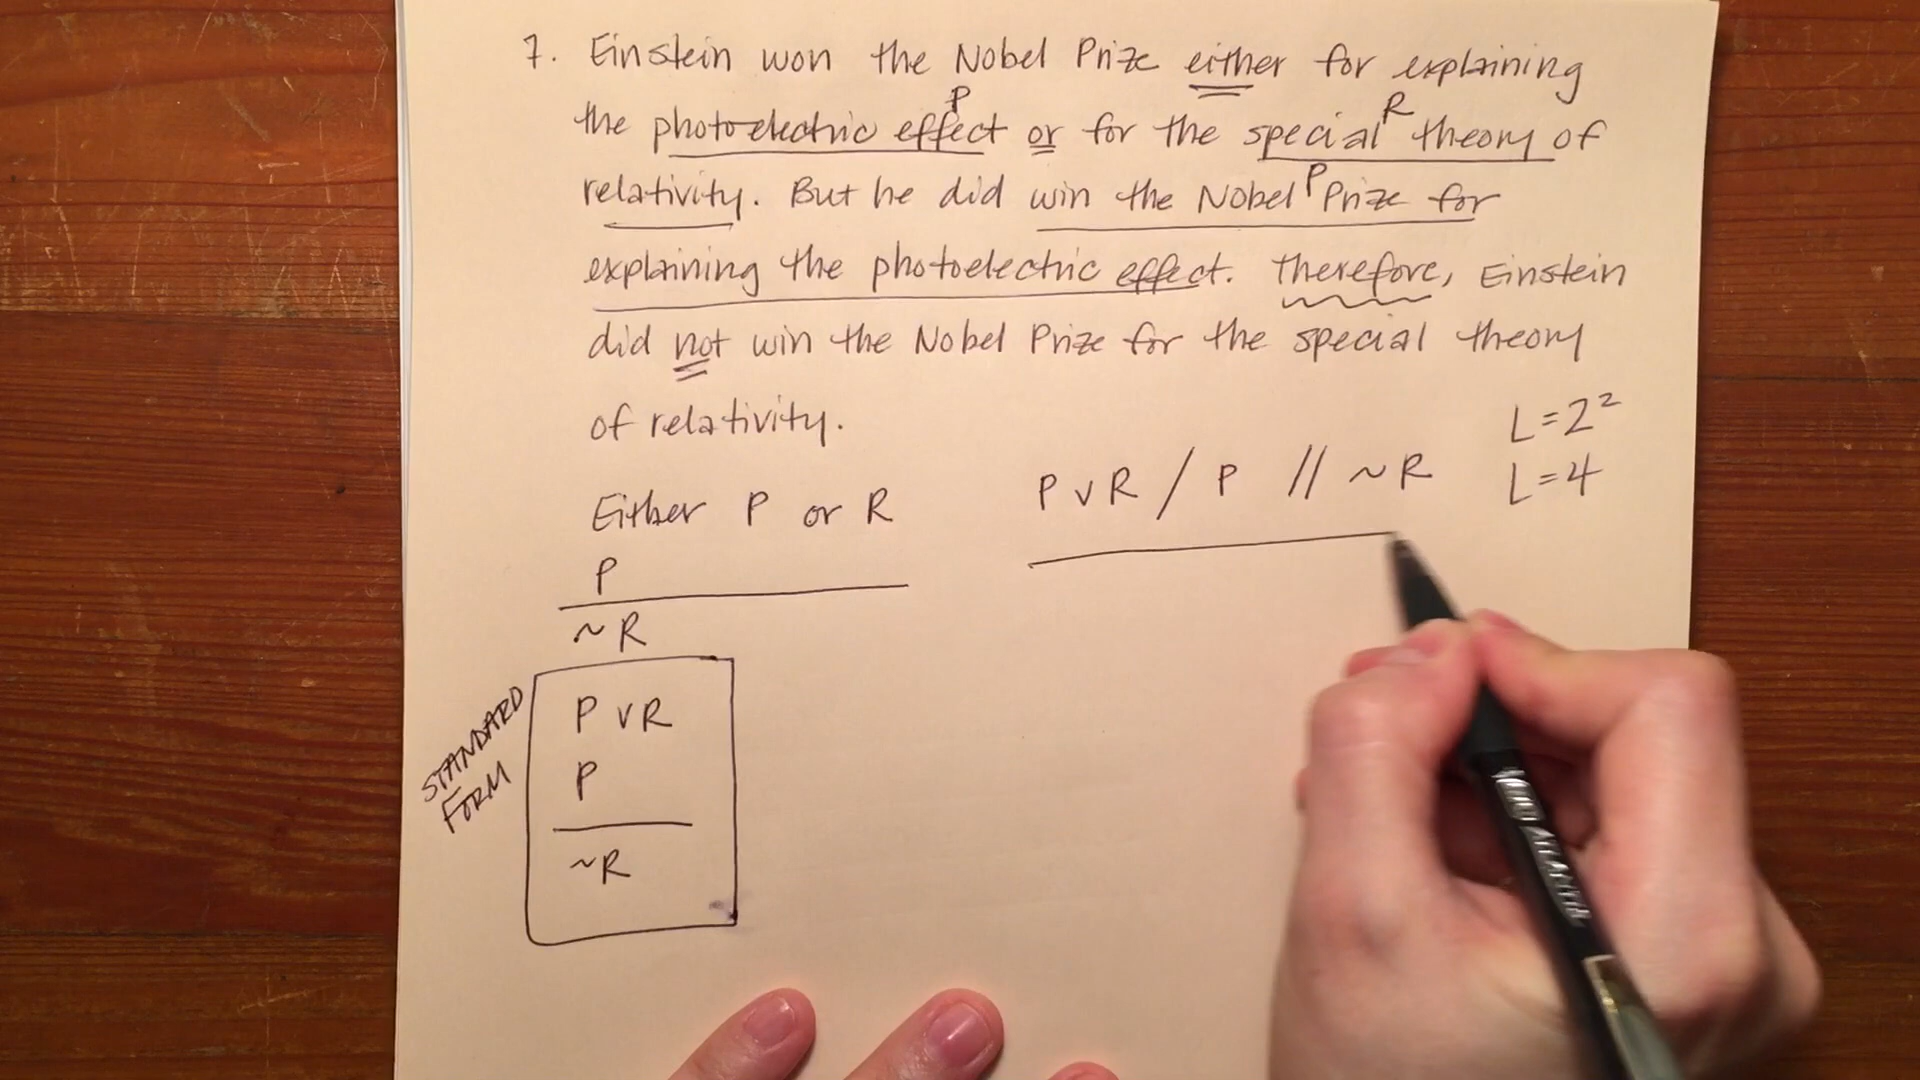 7. Einstein won the Nobel Prize either for explaining
P R
the photoelectric effect or for the special theory of
P
relativity. But he did win the Nobel Prize for
explaining the photoelectric effect. Therefore, Einstein
did not win the Nobel Prize for the special theory
of relativity.
L=2²
L=4
P v R / P // ~R
Either P or R
P
~R
STANDARD
FORM
P v R
P
~R